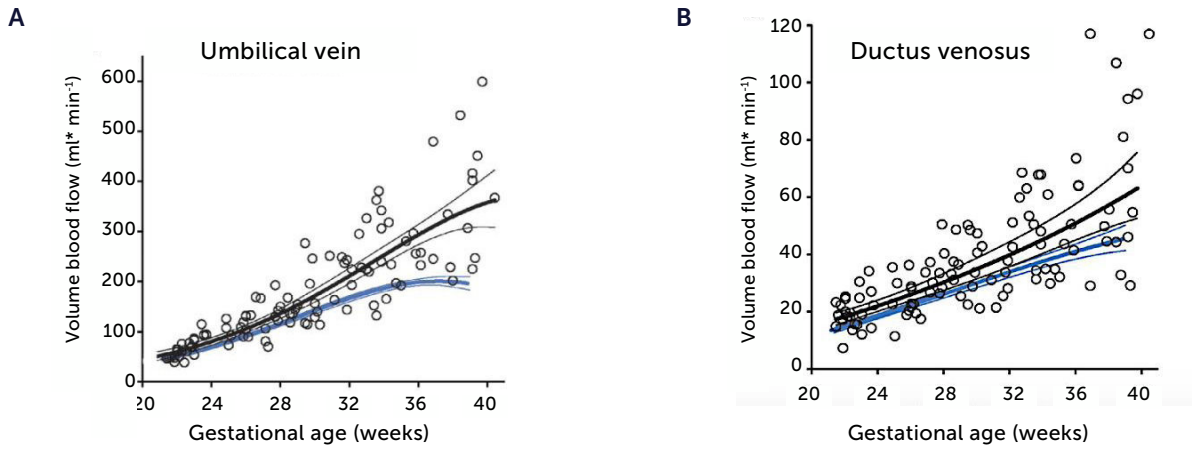 A
Umbilical vein
Volume blood flow (ml* min⁻¹)
600
500
400
300
200
100
0
20 24 28 32 36 40
Gestational age (weeks)
B
Ductus venosus
Volume blood flow (ml* min⁻¹)
120
100
80
60
40
20
0
20 24 28 32 36 40
Gestational age (weeks)